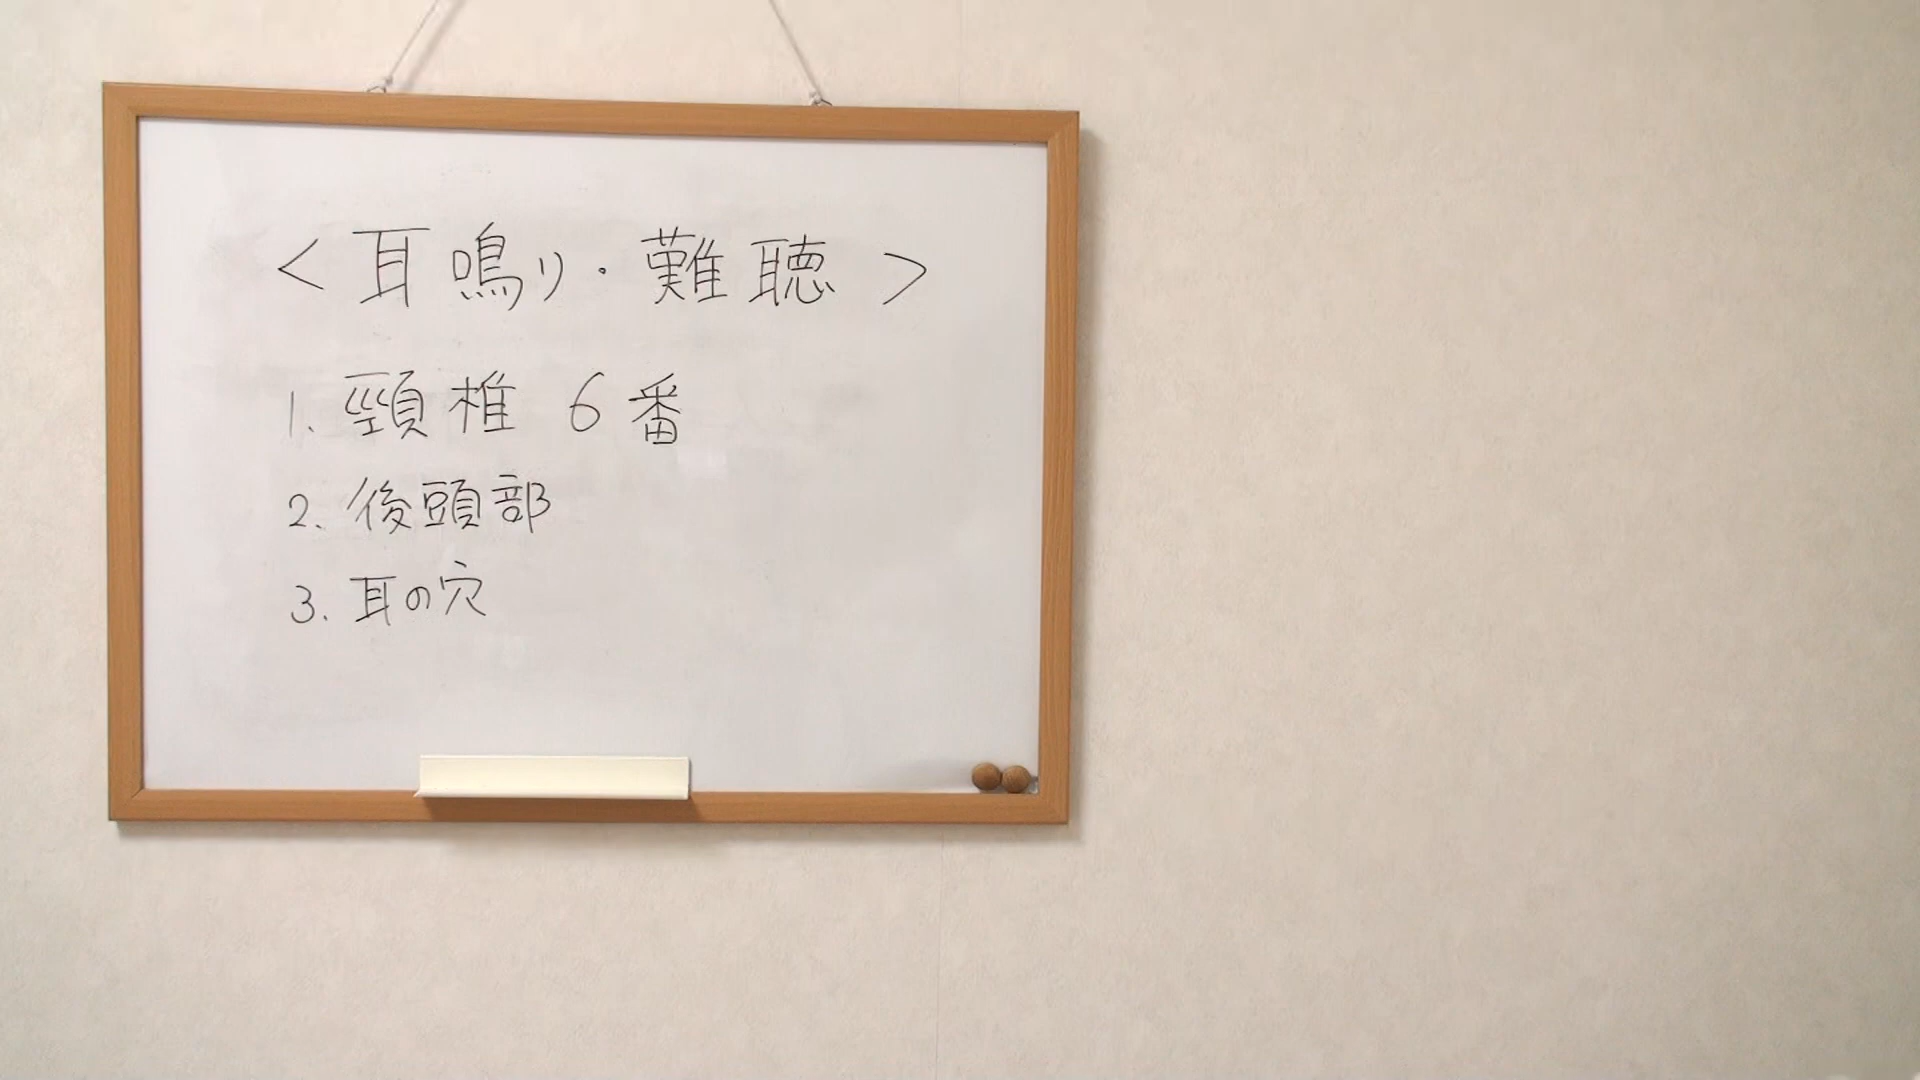 <耳鳴り・難聴>
1. 頸椎 6番
2. 後頭部
3. 耳の穴